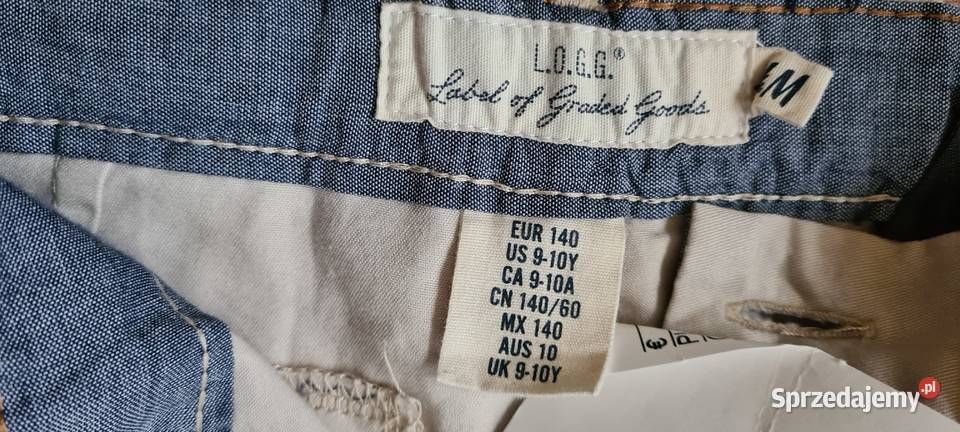 L.O.G.G.®
Label of Graded Goods
&M
EUR 140
US 9-10Y
CA 9-10A
CN 140/60
MX 140
AUS 10
UK 9-10Y
Sprzedajemy.pl